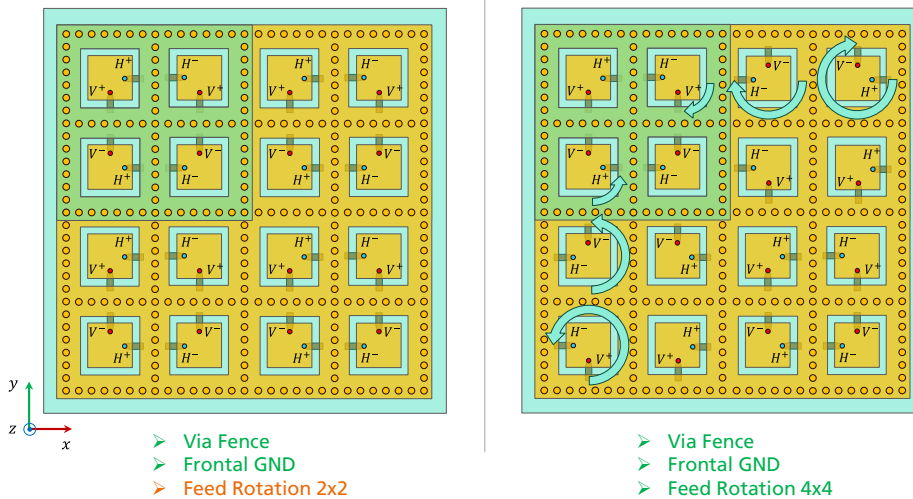 H⁺ H⁻ H⁺ H⁻
V⁺ V⁺ V⁺ V⁺
V⁻ V⁻ V⁻ V⁻
H⁺ H⁻ H⁺ H⁻
H⁺ H⁻ H⁺ H⁻
V⁺ V⁺ V⁺ V⁺
V⁻ V⁻ V⁻ V⁻
H⁺ H⁻ H⁺ H⁻
y
z x
➢ Via Fence
➢ Frontal GND
➢ Feed Rotation 2x2
H⁺ H⁻ V⁻ V⁻
V⁺ V⁺ H⁻ H⁺
V⁻ V⁻ H⁻ H⁺
H⁺ H⁻ V⁺ V⁺
V⁻ V⁻ H⁺ H⁻
H⁻ H⁺ V⁺ V⁺
H⁻ H⁺ V⁻ V⁻
V⁺ V⁺ H⁺ H⁻
➢ Via Fence
➢ Frontal GND
➢ Feed Rotation 4x4